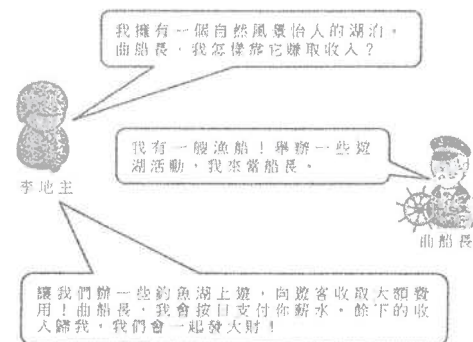 我擁有一個自然風景怡人的湖泊。
曲船長，我怎樣靠它賺取收入？
我有一艘漁船！舉辦一些遊
湖活動，我來當船長。
李地主
曲船長
讓我們辦一些釣魚湖上遊，向遊客收取大額費
用！曲船長，我會按日支付你薪水。餘下的收
入歸我，我們會一起發大財！